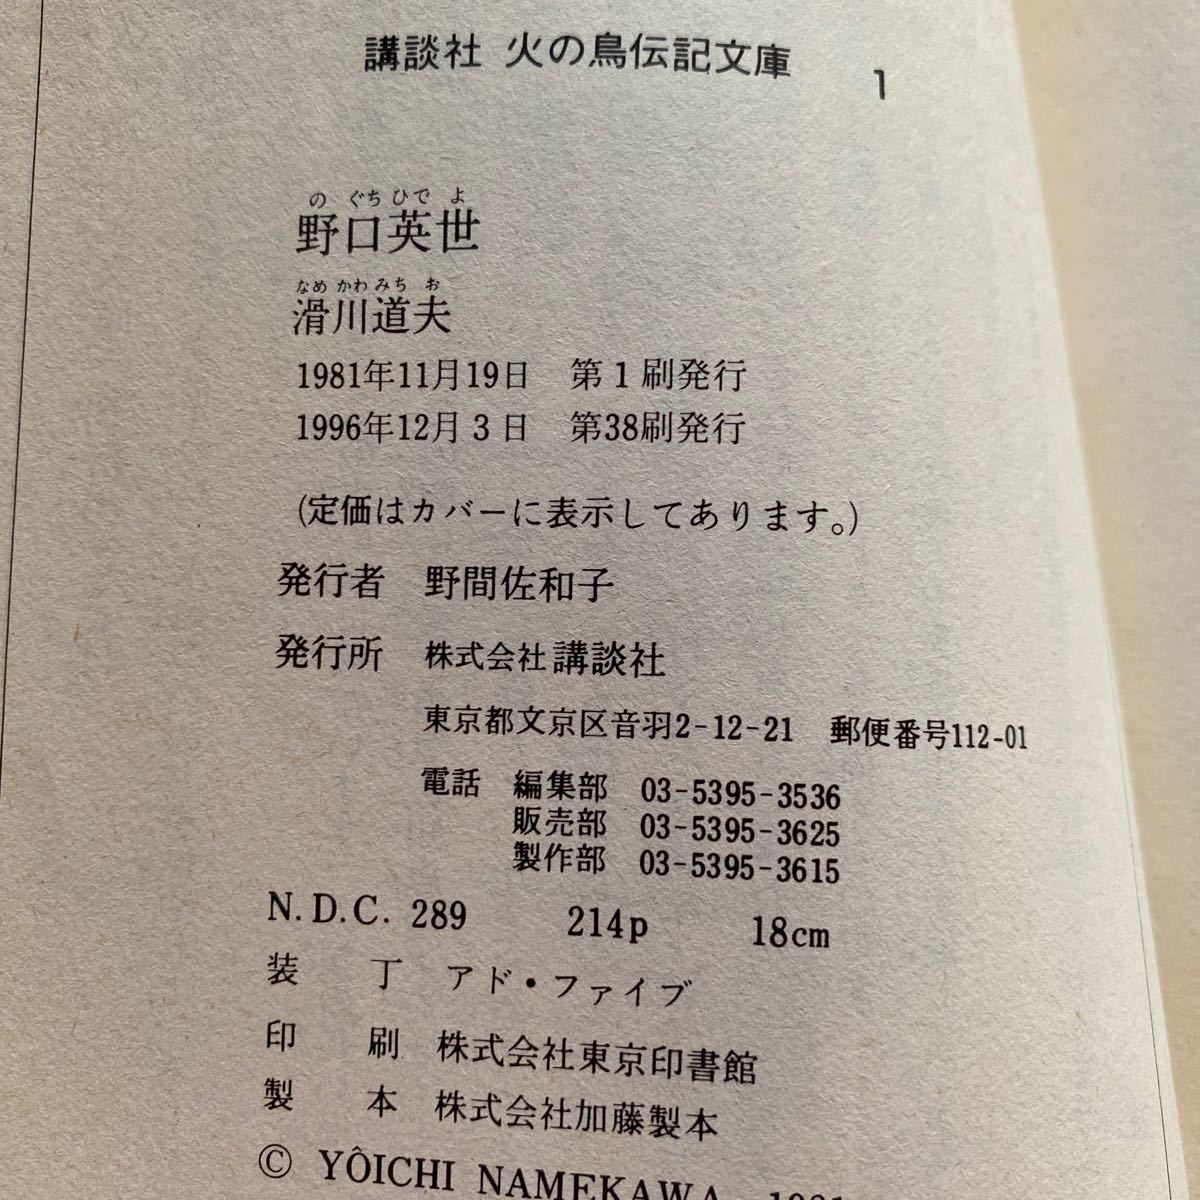 講談社 火の鳥伝記文庫 1
の ぐち ひで よ
野口英世
なめ かわ みち お
滑川道夫
1981年11月19日 第1刷発行
1996年12月3日 第38刷発行
(定価はカバーに表示してあります。)
発行者 野間佐和子
発行所 株式会社 講談社
東京都文京区音羽2-12-21 郵便番号112-01
電話 編集部 03-5395-3536
販売部 03-5395-3625
製作部 03-5395-3615
N.D.C. 289 214p 18cm
装丁 アド・ファイブ
印刷 株式会社東京印書館
製本 株式会社加藤製本
© YÔICHI NAMEKAWA 1981